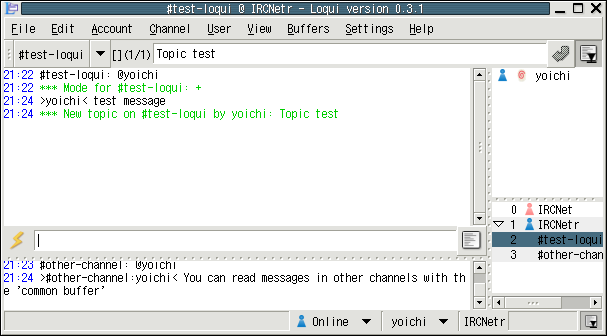 #test-loqui @ IRCNetr - Loqui version 0.3.1
File Edit Account Channel User View Buffers Settings Help
#test-loqui [](1/1) Topic test
21:22 #test-loqui: @yoichi
21:22 *** Mode for #test-loqui: +
21:24 >yoichi< test message
21:24 *** New topic on #test-loqui by yoichi: Topic test
@ yoichi
0 IRCNet
1 IRCNetr
2 #test-loqui
3 #other-chan
21:23 #other-channel: @yoichi
21:24 >#other-channel:yoichi< You can read messages in other channels with th
e 'common buffer'
Online yoichi IRCNetr